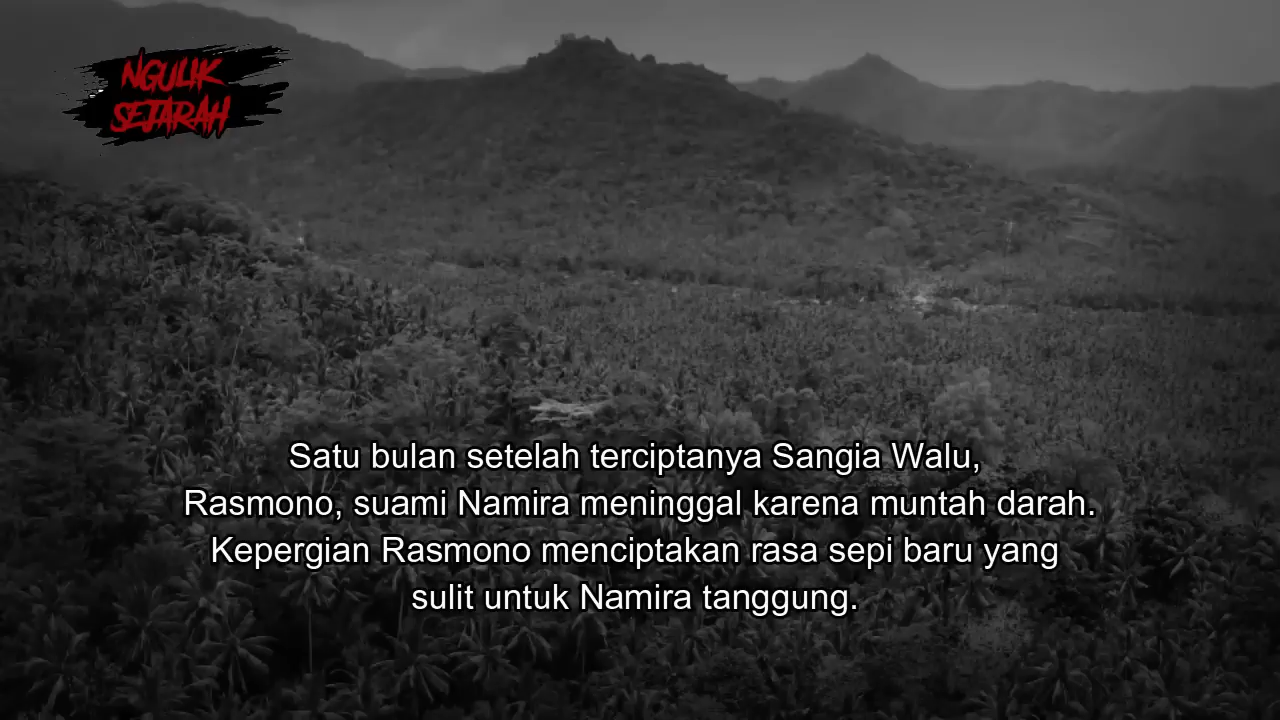 NGULIK
SEJARAH
Satu bulan setelah terciptanya Sangia Walu,
Rasmono, suami Namira meninggal karena muntah darah.
Kepergian Rasmono menciptakan rasa sepi baru yang
sulit untuk Namira tanggung.